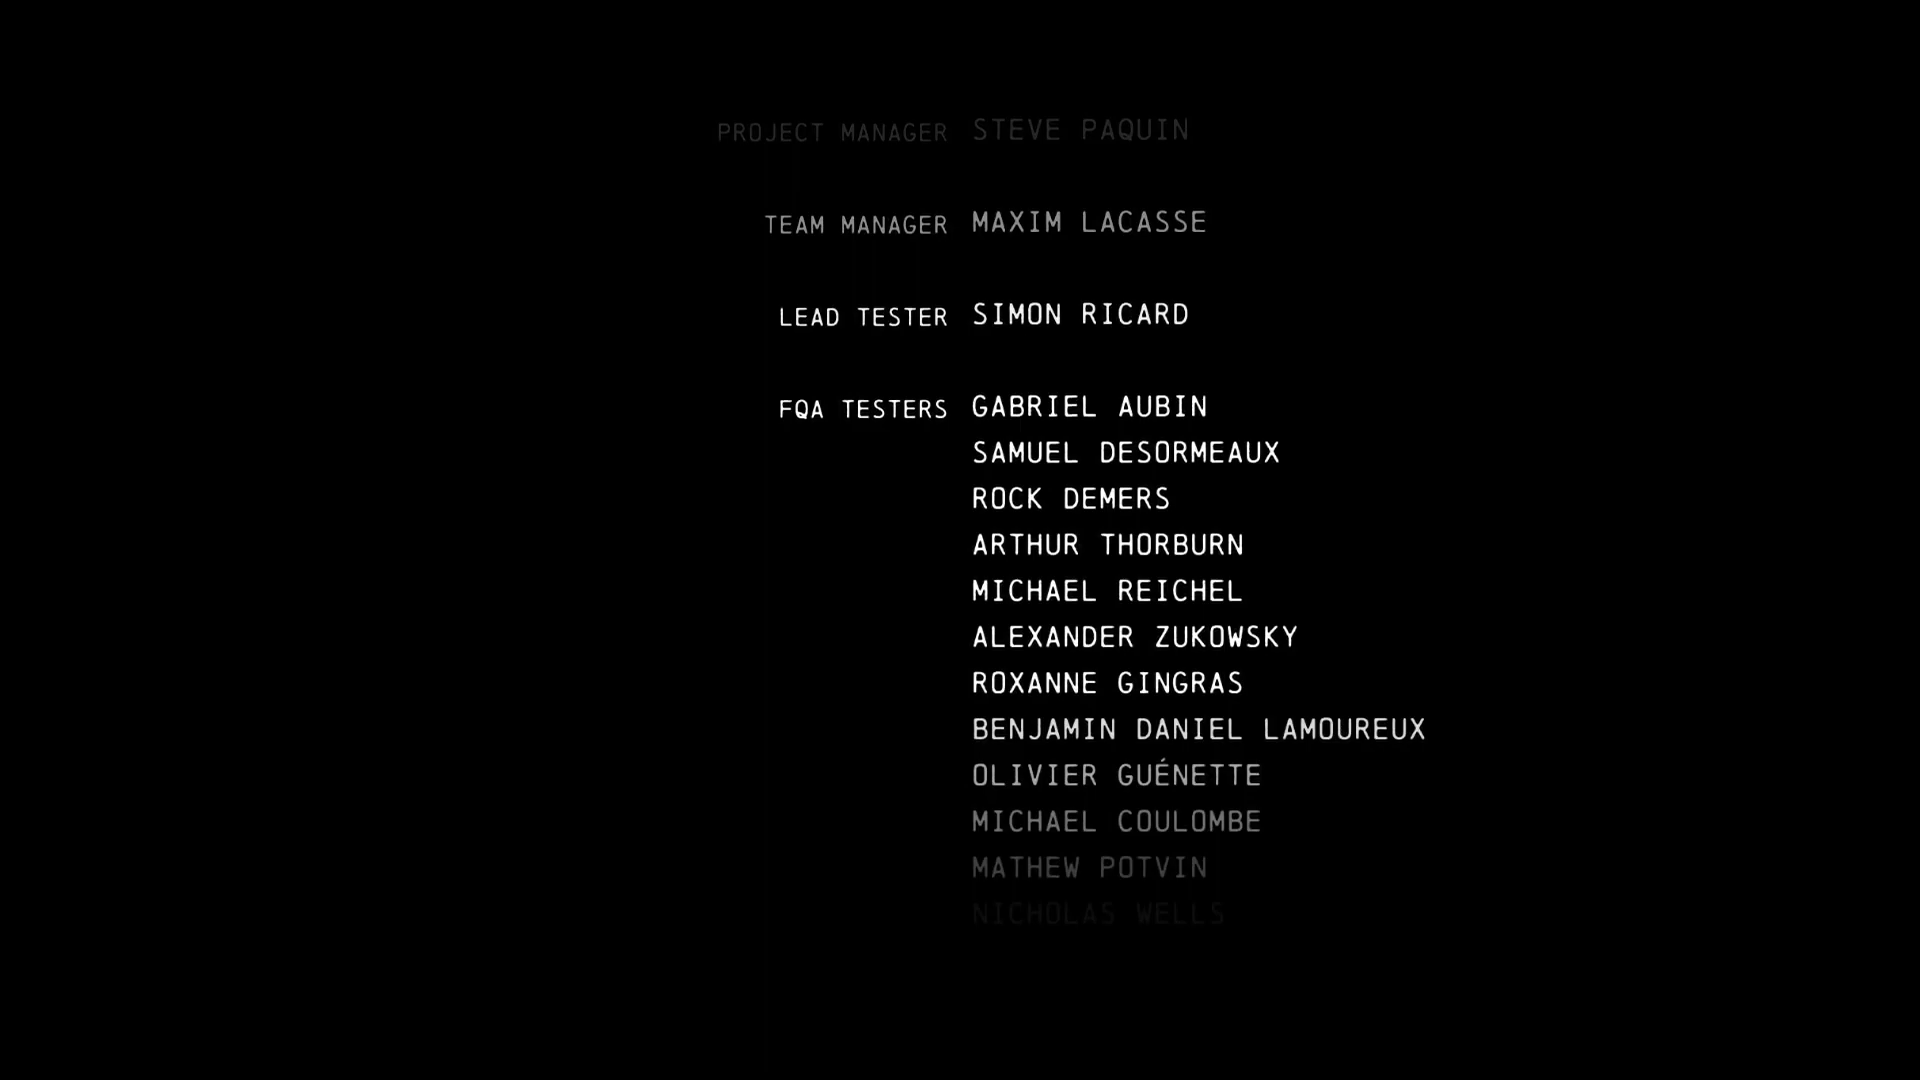 PROJECT MANAGER STEVE PAQUIN
TEAM MANAGER MAXIM LACASSE
LEAD TESTER SIMON RICARD
FQA TESTERS GABRIEL AUBIN
SAMUEL DESORMEAUX
ROCK DEMERS
ARTHUR THORBURN
MICHAEL REICHEL
ALEXANDER ZUKOWSKY
ROXANNE GINGRAS
BENJAMIN DANIEL LAMOUREUX
OLIVIER GUÉNETTE
MICHAEL COULOMBE
MATHEW POTVIN
NICHOLAS WELLS